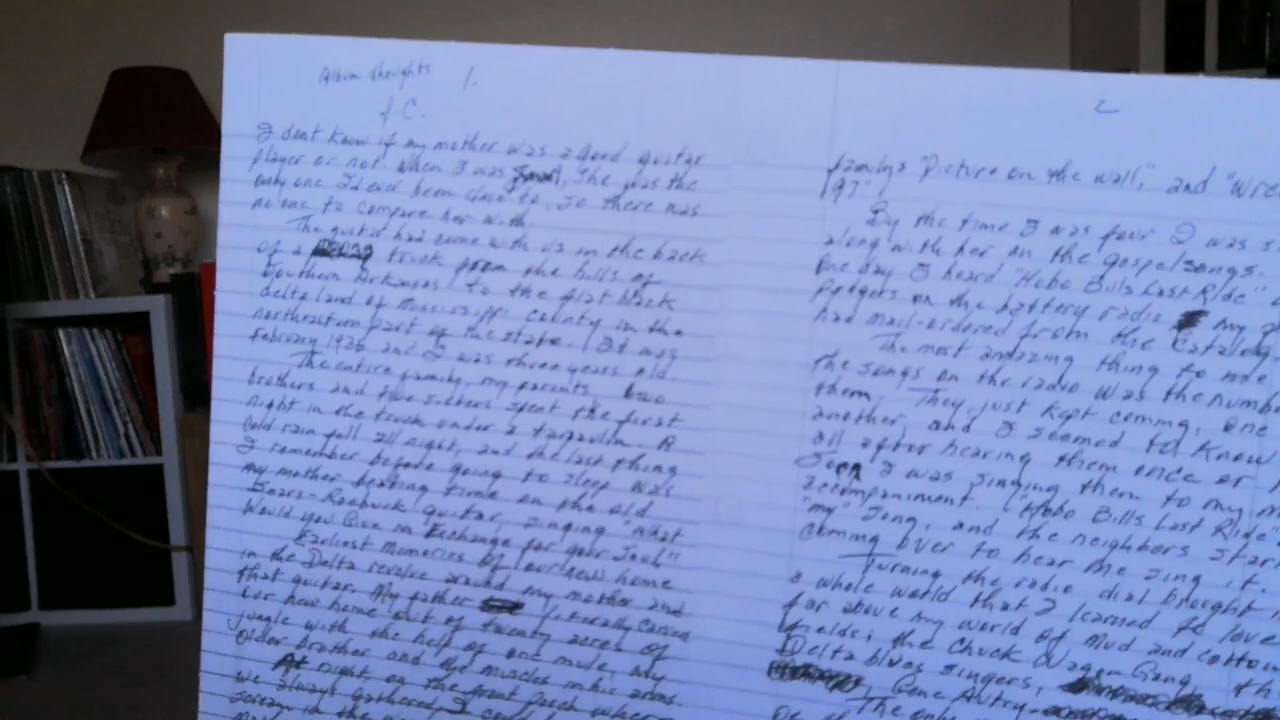 Album Thoughts 1.
of C.
I dont know if my mother was a good guitar
player or not. When I was small, she was the
only one I'd ever been close to, so there was
no one to compare her with.
The guitar had come with us in the back
of a truck from the hills of
Southern Arkansas to the flat black
delta land of Mississippi county in the
northeastern part of the state. It was
February 1935 and I was three years old.
The entire family, my parents two
brothers and two sisters spent the first
night in the truck under a tarpaulin. A
cold rain fell all night, and the last thing
I remember before going to sleep was
my mother beating time on the old
Sears-Roebuck guitar, singing "What
Would you Give in Exchange for your Soul"
Earliest memories of our new home
in the Delta revolve around my mother and
that guitar. My father literally carved
our new home out of twenty acres of
jungle with the help of one mule, my
older brother and the muscles in his arms.
At night on the front porch where
we always gathered, I could
scream in the
2
family's "Picture on the Wall," and
97"
By the time I was four I was
along with her on the gospel songs.
One day I heard "Hobo Bills Last Ride"
Rodgers on the battery radio my
had mail-ordered from the catalog
The most amazing thing to me
the songs on the radio was the
them. They just kept coming, one
another, and I seemed to know
all after hearing them once or
Soon I was singing them to my
accompaniment. "Hobo Bills Last Ride"
"my" Song, and the neighbors
coming over to hear me sing it.
Turning the radio dial brought
a whole world that I learned to love
far above my world of mud and
fields; the Chuck Wagon Gang,
Delta blues singers,
Gene Autry
The only